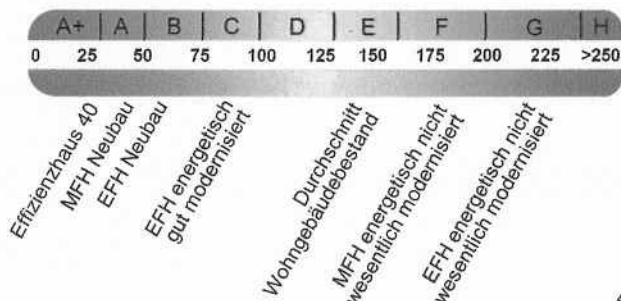 A+ A B C D E F G H
0 25 50 75 100 125 150 175 200 225 >250
Effizienzhaus 40
MFH Neubau
EFH Neubau
EFH energetisch
gut modernisiert
Durchschnitt
Wohngebäudebestand
MFH energetisch nicht
wesentlich modernisiert
EFH energetisch nicht
wesentlich modernisiert